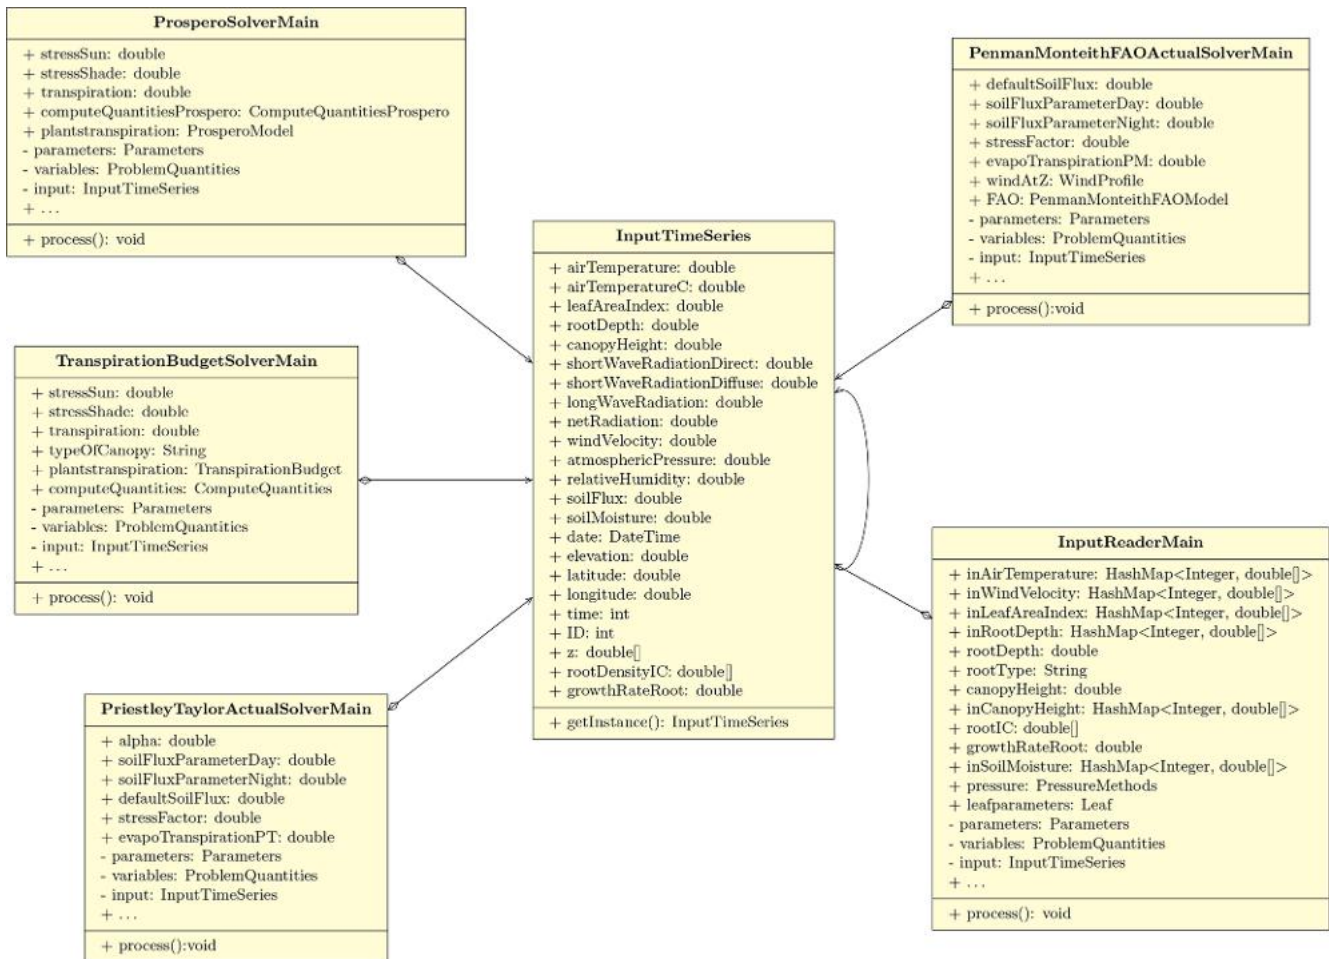 ProsperoSolverMain
+ stressSun: double
+ stressShade: double
+ transpiration: double
+ computeQuantitiesProspero: ComputeQuantitiesProspero
+ plantstranspiration: ProsperoModel
- parameters: Parameters
- variables: ProblemQuantities
- input: InputTimeSeries
+ ...
+ process(): void
TranspirationBudgetSolverMain
+ stressSun: double
+ stressShade: double
+ transpiration: double
+ typeOfCanopy: String
+ plantstranspiration: TranspirationBudget
+ computeQuantities: ComputeQuantities
- parameters: Parameters
- variables: ProblemQuantities
- input: InputTimeSeries
+ ...
+ process(): void
PriestleyTaylorActualSolverMain
+ alpha: double
+ soilFluxParameterDay: double
+ soilFluxParameterNight: double
+ defaultSoilFlux: double
+ stressFactor: double
+ evapoTranspirationPT: double
- parameters: Parameters
- variables: ProblemQuantities
- input: InputTimeSeries
+ ...
+ process():void
InputTimeSeries
+ airTemperature: double
+ airTemperatureC: double
+ leafAreaIndex: double
+ rootDepth: double
+ canopyHeight: double
+ shortWaveRadiationDirect: double
+ shortWaveRadiationDiffuse: double
+ longWaveRadiation: double
+ netRadiation: double
+ windVelocity: double
+ atmosphericPressure: double
+ relativeHumidity: double
+ soilFlux: double
+ soilMoisture: double
+ date: DateTime
+ elevation: double
+ latitude: double
+ longitude: double
+ time: int
+ ID: int
+ z: double[]
+ rootDensityIC: double[]
+ growthRateRoot: double
+ getInstance(): InputTimeSeries
PenmanMonteithFAOActualSolverMain
+ defaultSoilFlux: double
+ soilFluxParameterDay: double
+ soilFluxParameterNight: double
+ stressFactor: double
+ evapoTranspirationPM: double
+ windAtZ: WindProfile
+ FAO: PenmanMonteithFAOModel
- parameters: Parameters
- variables: ProblemQuantities
- input: InputTimeSeries
+ ...
+ process():void
InputReaderMain
+ inAirTemperature: HashMap<Integer, double[]>
+ inWindVelocity: HashMap<Integer, double[]>
+ inLeafAreaIndex: HashMap<Integer, double[]>
+ inRootDepth: HashMap<Integer, double[]>
+ rootDepth: double
+ rootType: String
+ canopyHeight: double
+ inCanopyHeight: HashMap<Integer, double[]>
+ rootIC: double[]
+ growthRateRoot: double
+ inSoilMoisture: HashMap<Integer, double[]>
+ pressure: PressureMethods
+ leafparameters: Leaf
- parameters: Parameters
- variables: ProblemQuantities
- input: InputTimeSeries
+ ...
+ process(): void